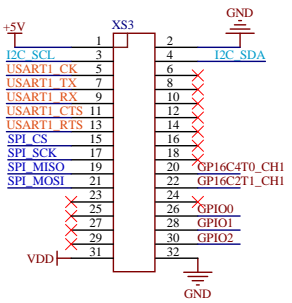 XS3
GND
+5V
1 2
I2C_SCL 3 4 I2C_SDA
USART1_CK 5 6
USART1_TX 7 8
USART1_RX 9 10
USART1_CTS 11 12
USART1_RTS 13 14
SPI_CS 15 16
SPI_SCK 17 18
SPI_MISO 19 20 GP16C4T0_CH1
SPI_MOSI 21 22 GP16C2T1_CH1
23 24
25 26 GPIO0
27 28 GPIO1
29 30 GPIO2
VDD 31 32
GND